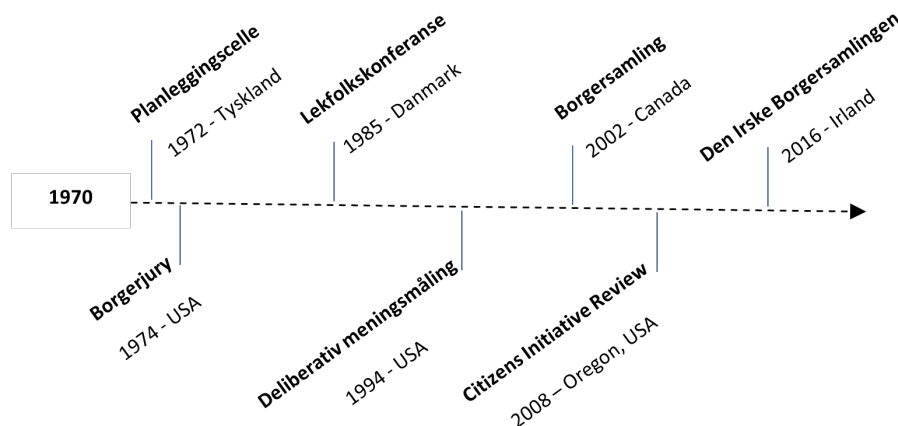 1970
Planleggingscelle
1972 - Tyskland
Borgerjury
1974 - USA
Lekfolkskonferanse
1985 - Danmark
Deliberativ meningsmåling
1994 - USA
Borgersamling
2002 - Canada
Citizens Initiative Review
2008 – Oregon, USA
Den Irske Borgersamlingen
2016 - Irland